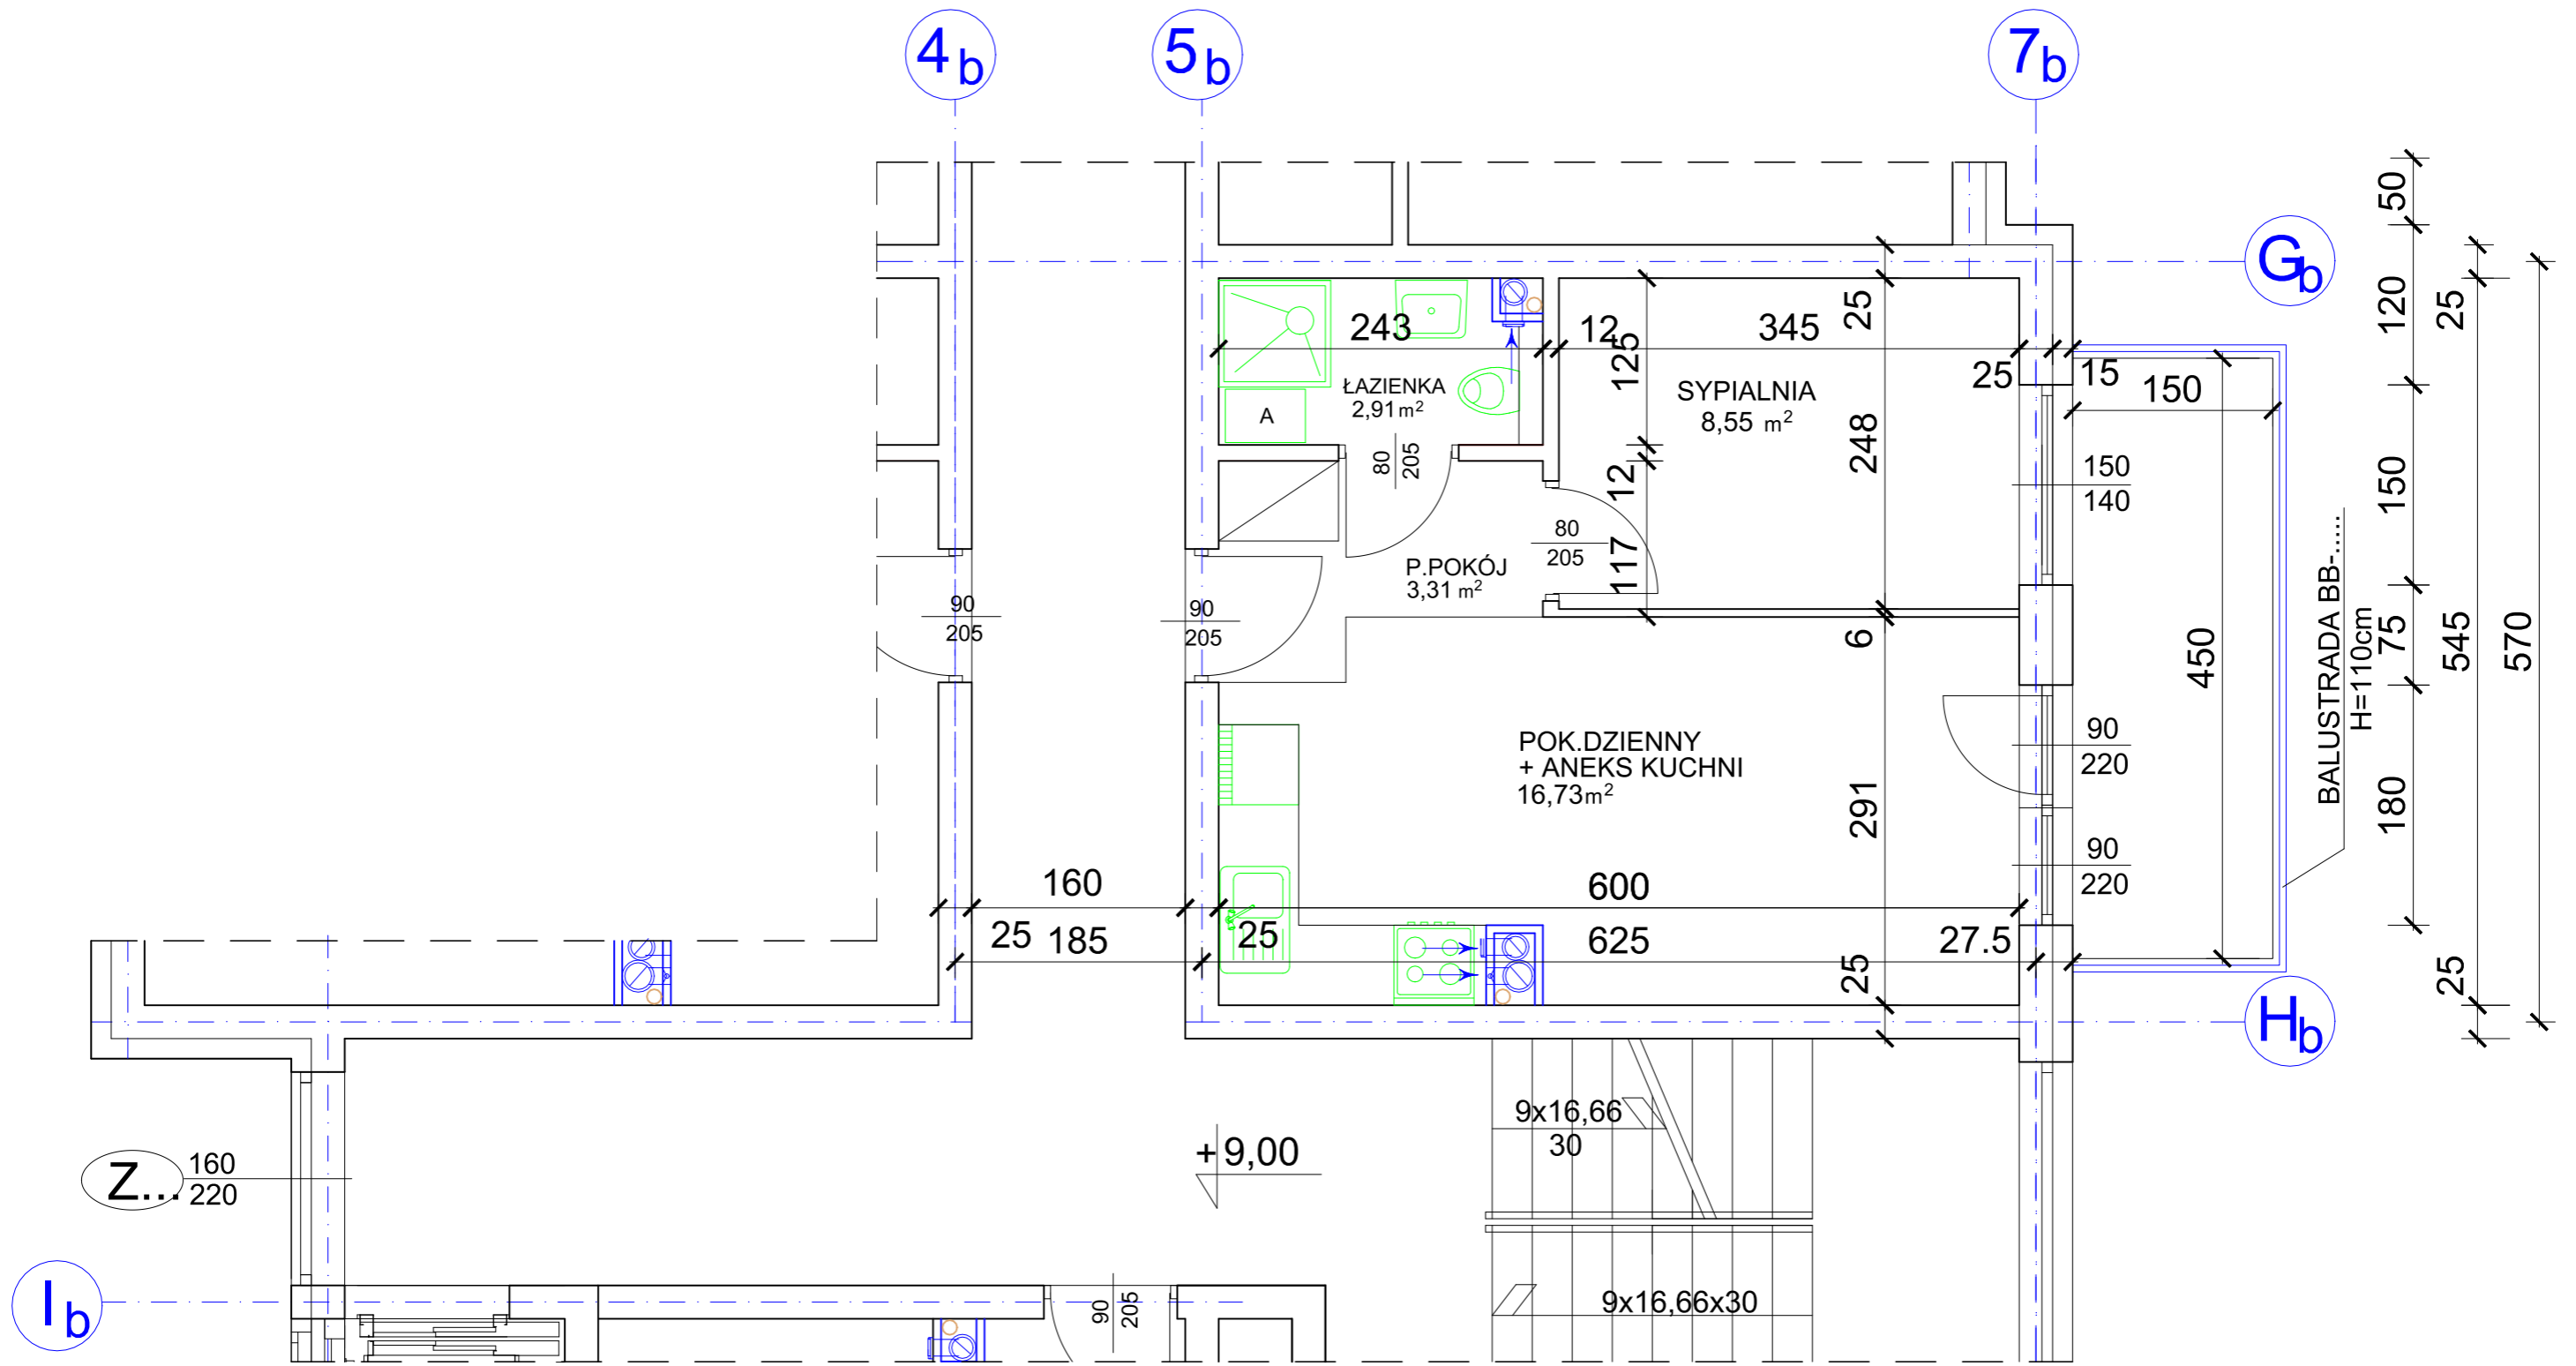 4b
5b
7b
Gb
50
120
25
243
12
345
25
125
25
15
150
ŁAZIENKA
2,91 m²
SYPIALNIA
8,55 m²
A
248
80
205
12
150
140
150
80
205
117
P.POKÓJ
3,31 m²
90
205
90
205
6
450
BALUSTRADA BB-....
H=110cm
75
545
570
POK.DZIENNY
+ ANEKS KUCHNI
16,73m²
90
220
291
180
90
220
160
600
25
185
25
625
27.5
25
25
Hb
9x16,66
30
+9,00
Z...
160
220
Ib
90
205
9x16,66x30